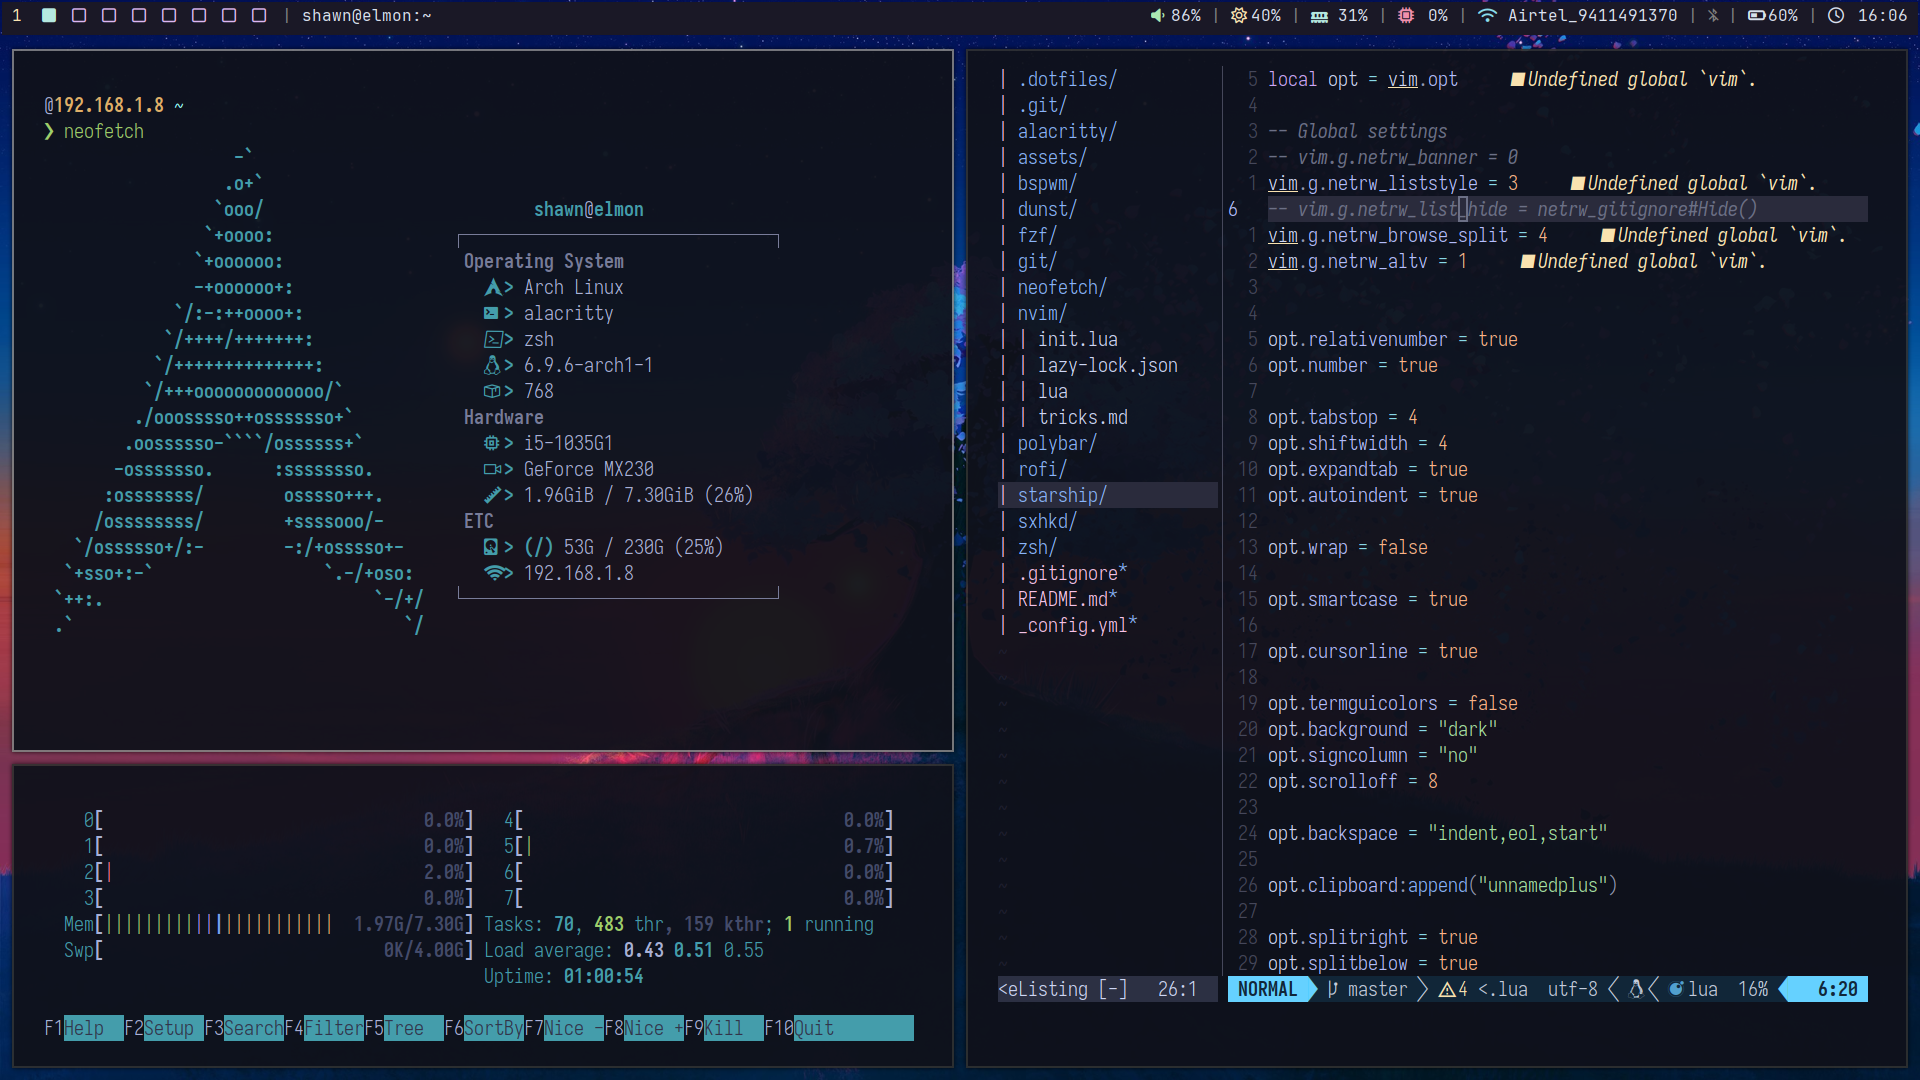 1 | shawn@elmon:~ 86% | 40% | 31% | 0% | Airtel_9411491370 | | 60% | 16:06
@192.168.1.8 ~
❯ neofetch
-`
.o+`
`ooo/
`+oooo:
`+oooooo:
-+oooooo+:
`/:-:++oooo+:
`/++++/+++++++:
`/++++++++++++++:
`/+++ooooooooooooo/`
./ooosssso++osssssso+`
.oossssso-````/ossssss+`
-osssssso. :ssssssso.
:osssssss/ osssso+++.
/ossssssss/ +ssssooo/-
`/ossssso+/:- -:/+osssso+-
`+sso+:-` `.-/+oso:
`++:. `-/+/
.` `/
shawn@elmon
Operating System
> Arch Linux
> alacritty
> zsh
> 6.9.6-arch1-1
> 768
Hardware
> i5-1035G1
> GeForce MX230
> 1.96GiB / 7.30GiB (26%)
ETC
> (/) 53G / 230G (25%)
> 192.168.1.8
0[ 0.0%] 4[ 0.0%]
1[ 0.0%] 5[| 0.7%]
2[| 2.0%] 6[ 0.0%]
3[ 0.0%] 7[ 0.0%]
Mem[||||||||||||||||||||||| 1.97G/7.30G] Tasks: 70, 483 thr, 159 kthr; 1 running
Swp[ 0K/4.00G] Load average: 0.43 0.51 0.55
Uptime: 01:00:54
F1Help F2Setup F3SearchF4FilterF5Tree F6SortByF7Nice -F8Nice +F9Kill F10Quit
| .dotfiles/
| .git/
| alacritty/
| assets/
| bspwm/
| dunst/
| fzf/
| git/
| neofetch/
| nvim/
| | init.lua
| | lazy-lock.json
| | lua
| | tricks.md
| polybar/
| rofi/
| starship/
| sxhkd/
| zsh/
| .gitignore*
| README.md*
| _config.yml*
~
~
~
~
~
~
~
~
~
~
~
~
~
<eListing [-] 26:1
5 local opt = vim.opt ■Undefined global `vim`.
4
3 -- Global settings
2 -- vim.g.netrw_banner = 0
1 vim.g.netrw_liststyle = 3 ■Undefined global `vim`.
6 -- vim.g.netrw_list_hide = netrw_gitignore#Hide()
1 vim.g.netrw_browse_split = 4 ■Undefined global `vim`.
2 vim.g.netrw_altv = 1 ■Undefined global `vim`.
3
4
5 opt.relativenumber = true
6 opt.number = true
7
8 opt.tabstop = 4
9 opt.shiftwidth = 4
10 opt.expandtab = true
11 opt.autoindent = true
12
13 opt.wrap = false
14
15 opt.smartcase = true
16
17 opt.cursorline = true
18
19 opt.termguicolors = false
20 opt.background = "dark"
21 opt.signcolumn = "no"
22 opt.scrolloff = 8
23
24 opt.backspace = "indent,eol,start"
25
26 opt.clipboard:append("unnamedplus")
27
28 opt.splitright = true
29 opt.splitbelow = true
NORMAL master 4 <.lua utf-8 lua 16% 6:20